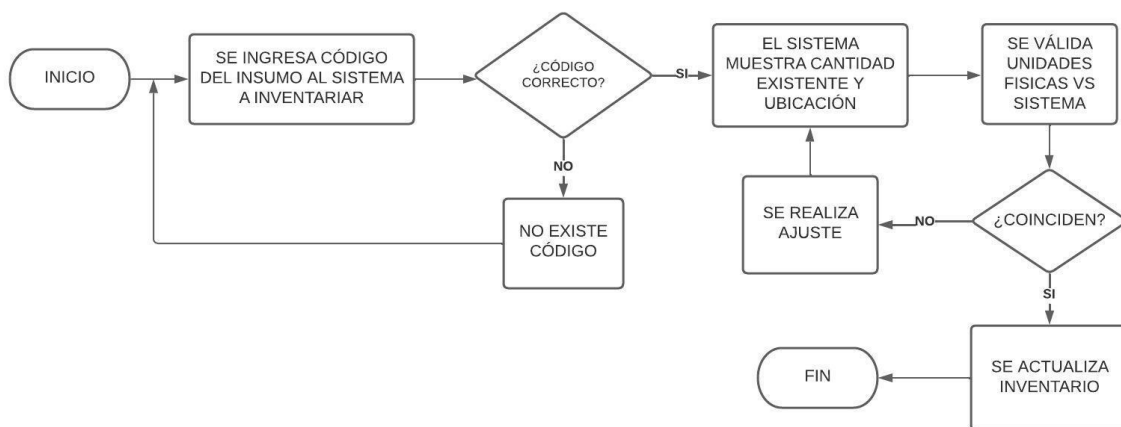 INICIO
SE INGRESA CÓDIGO
DEL INSUMO AL SISTEMA
A INVENTARIAR
¿CÓDIGO
CORRECTO?
SI
EL SISTEMA
MUESTRA CANTIDAD
EXISTENTE Y
UBICACIÓN
SE VÁLIDA
UNIDADES
FISICAS VS
SISTEMA
NO
NO EXISTE
CÓDIGO
SE REALIZA
AJUSTE
NO
¿COINCIDEN?
SI
SE ACTUALIZA
INVENTARIO
FIN